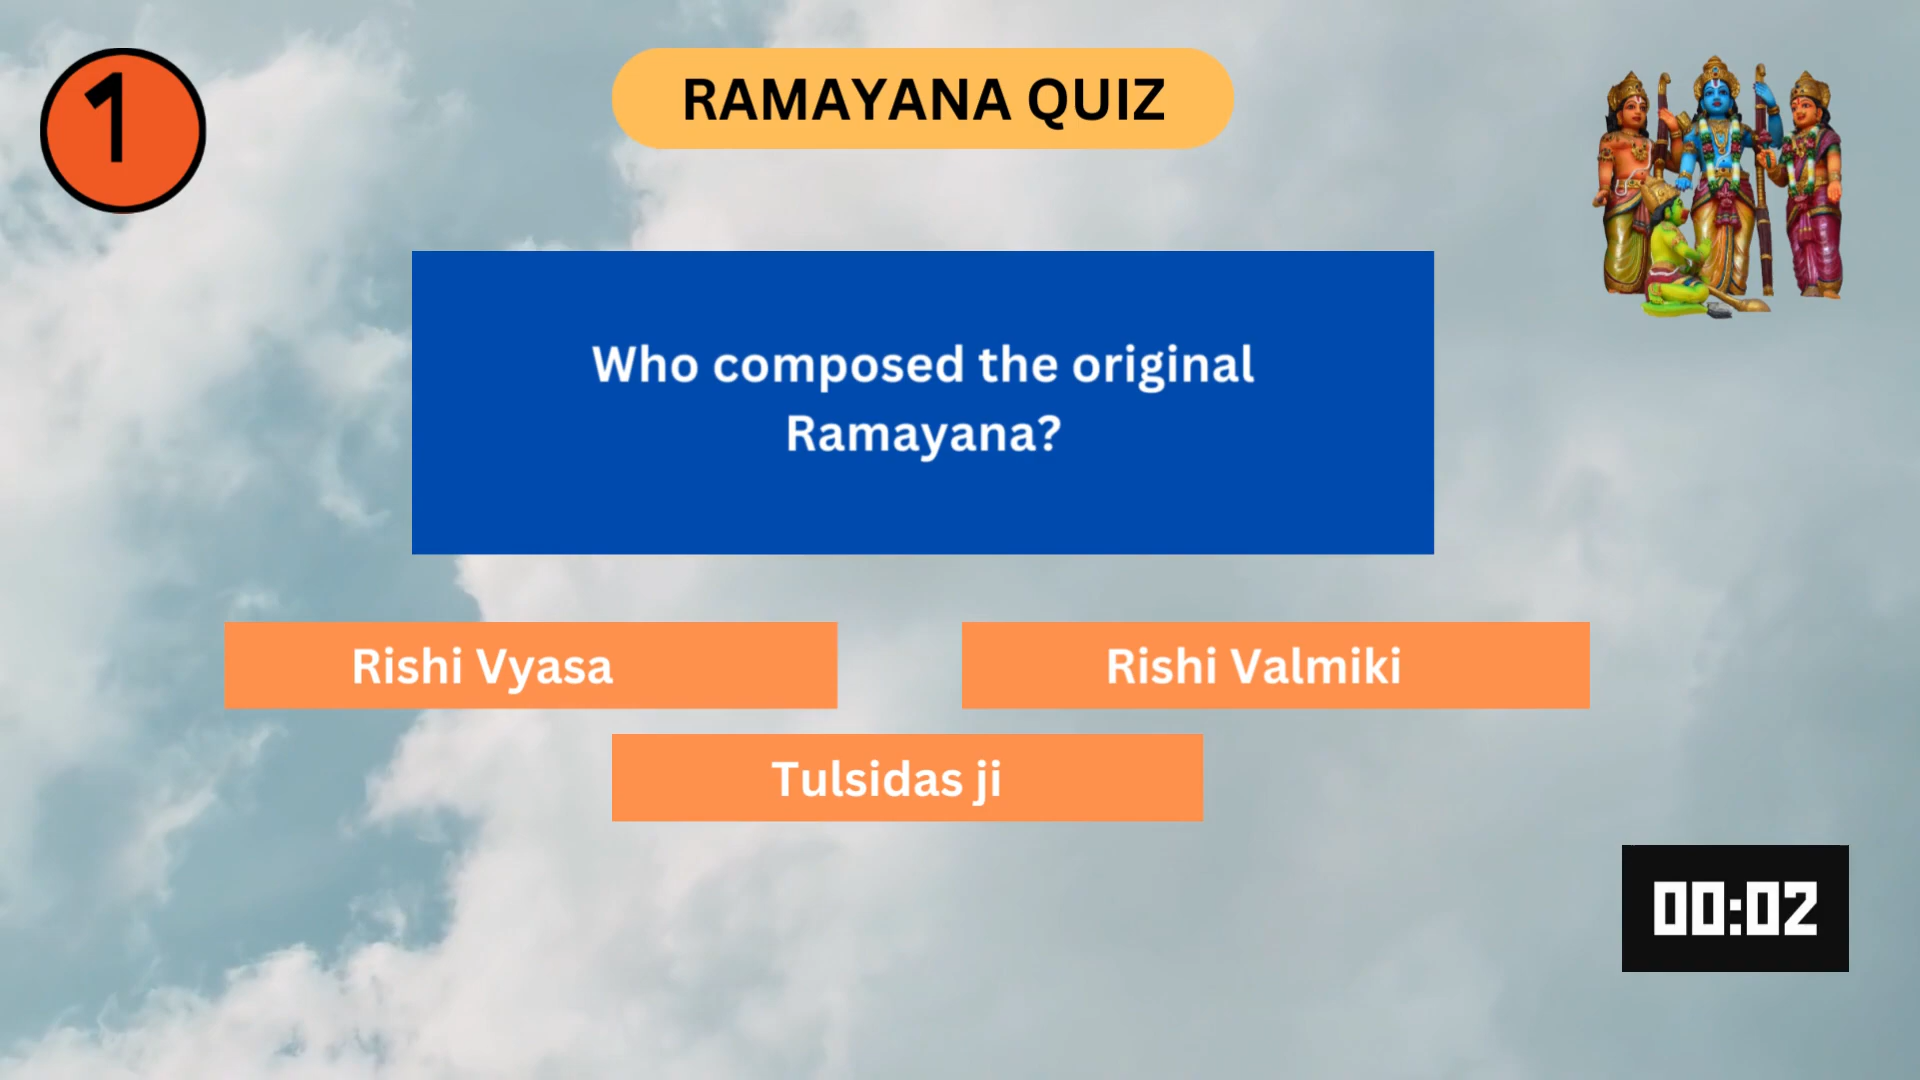 1
RAMAYANA QUIZ
Who composed the original
Ramayana?
Rishi Vyasa
Rishi Valmiki
Tulsidas ji
00:02